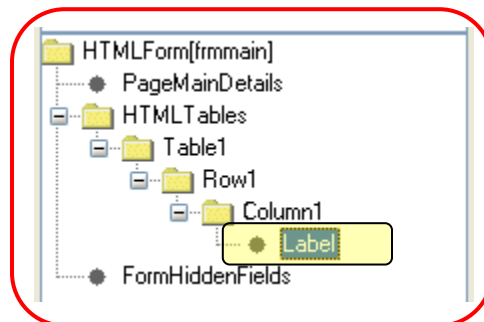 HTMLForm[frmmain]
PageMainDetails
HTMLTables
Table1
Row1
Column1
Label
FormHiddenFields